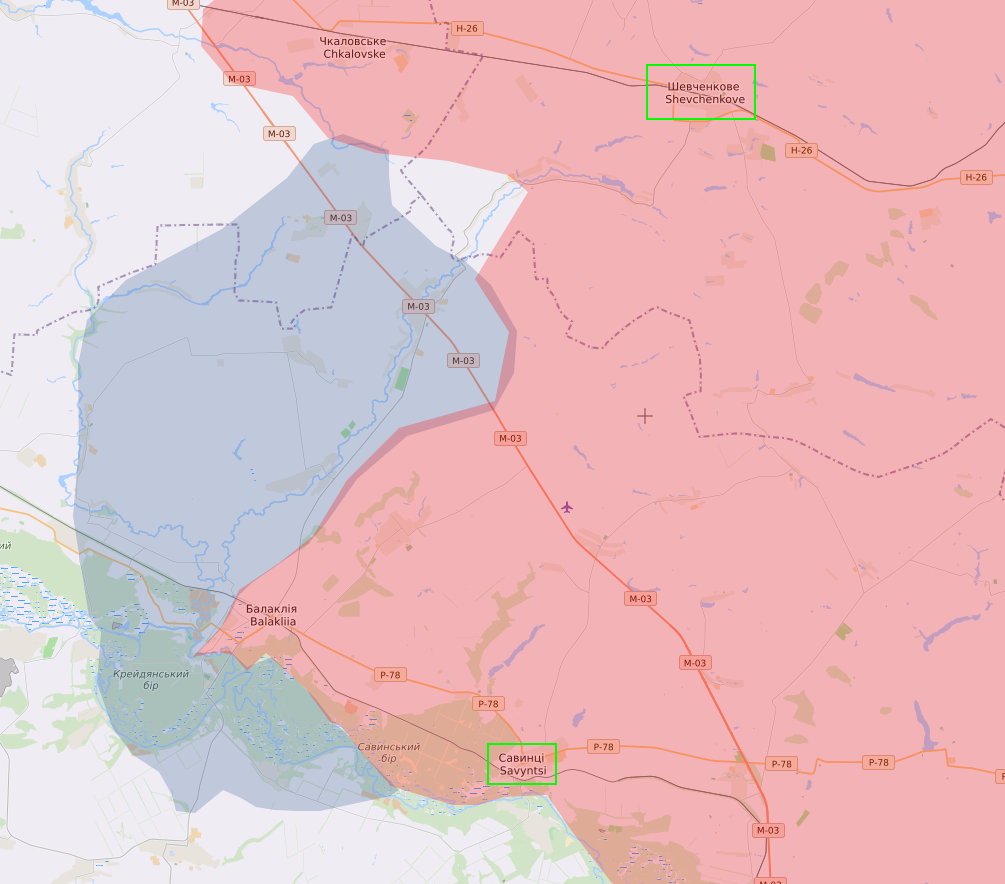 M-03
H-26
Чкаловське
Chkalovske
M-03
Шевченкове
Shevchenkove
M-03
H-26
H-26
M-03
M-03
M-03
M-03
ий
M-03
Балаклія
Balakliia
M-03
P-78
Крейдянський
бір
P-78
Савинський
бір
P-78
Савинці
Savyntsi
P-78
P-78
M-03